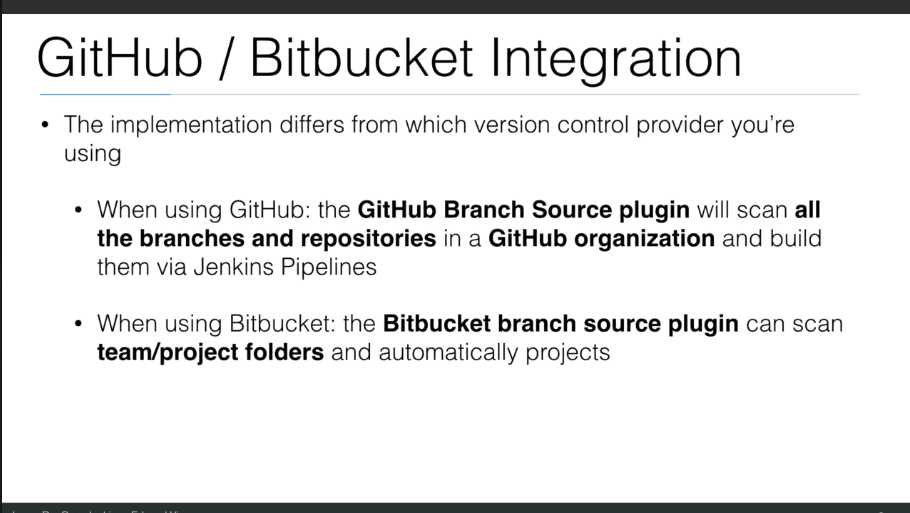 GitHub / Bitbucket Integration
• The implementation differs from which version control provider you're
using
• When using GitHub: the GitHub Branch Source plugin will scan all
the branches and repositories in a GitHub organization and build
them via Jenkins Pipelines
• When using Bitbucket: the Bitbucket branch source plugin can scan
team/project folders and automatically projects